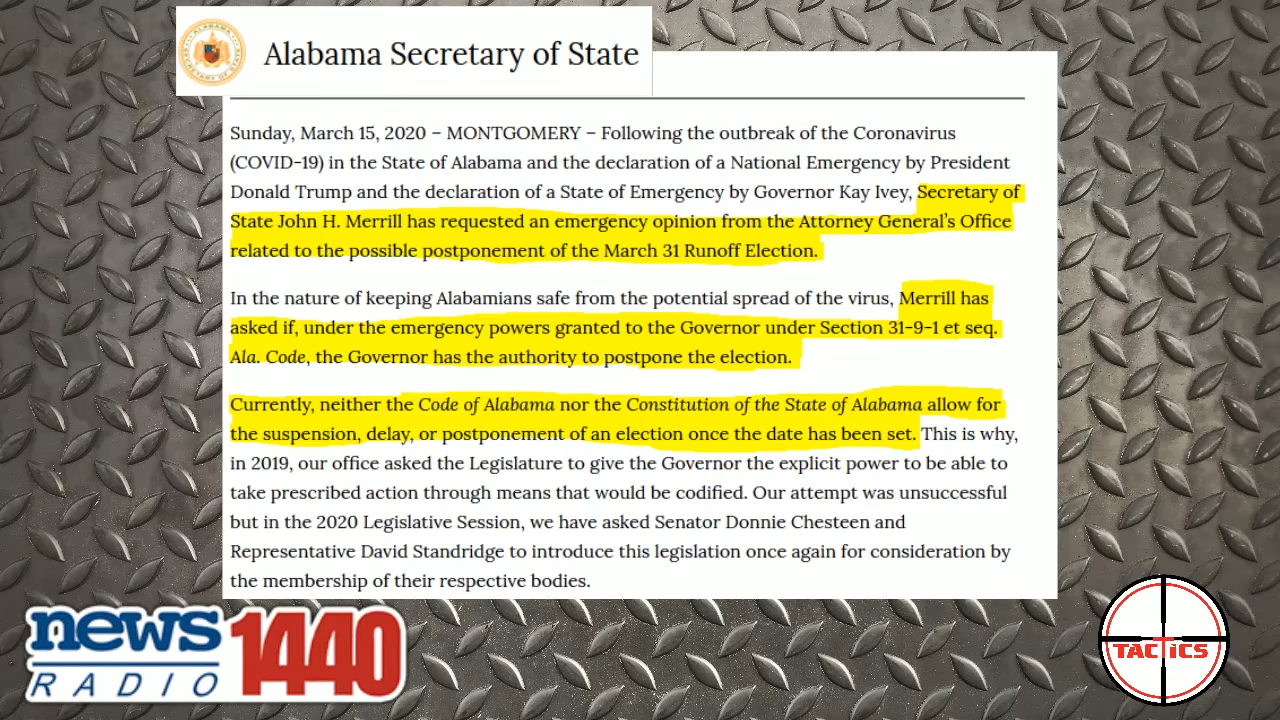 Alabama Secretary of State
Sunday, March 15, 2020 – MONTGOMERY – Following the outbreak of the Coronavirus
(COVID-19) in the State of Alabama and the declaration of a National Emergency by President
Donald Trump and the declaration of a State of Emergency by Governor Kay Ivey, Secretary of
State John H. Merrill has requested an emergency opinion from the Attorney General’s Office
related to the possible postponement of the March 31 Runoff Election.
In the nature of keeping Alabamians safe from the potential spread of the virus, Merrill has
asked if, under the emergency powers granted to the Governor under Section 31-9-1 et seq.
Ala. Code, the Governor has the authority to postpone the election.
Currently, neither the Code of Alabama nor the Constitution of the State of Alabama allow for
the suspension, delay, or postponement of an election once the date has been set. This is why,
in 2019, our office asked the Legislature to give the Governor the explicit power to be able to
take prescribed action through means that would be codified. Our attempt was unsuccessful
but in the 2020 Legislative Session, we have asked Senator Donnie Chesteen and
Representative David Standridge to introduce this legislation once again for consideration by
the membership of their respective bodies.
news 1440
RADIO
TACTICS